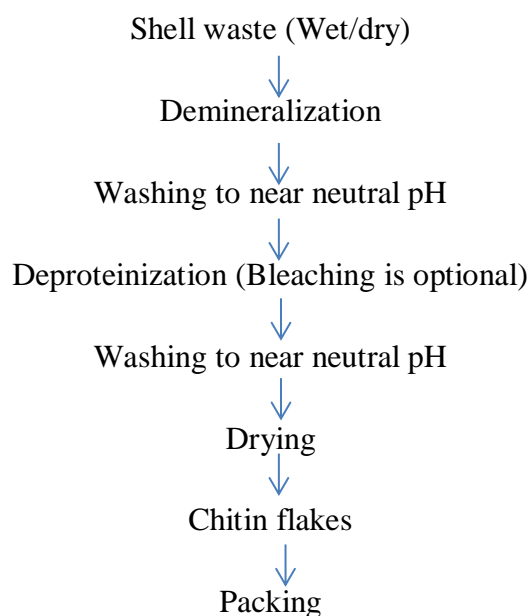 Shell waste (Wet/dry)
Demineralization
Washing to near neutral pH
Deproteinization (Bleaching is optional)
Washing to near neutral pH
Drying
Chitin flakes
Packing